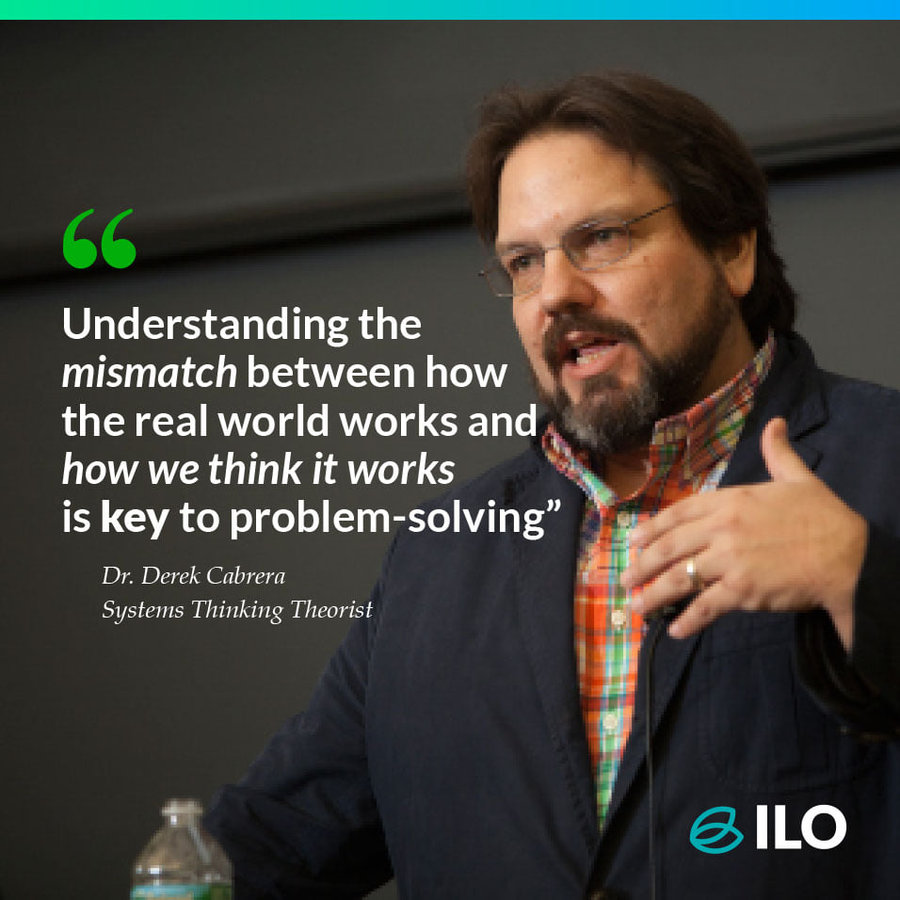 “
Understanding the
mismatch between how
the real world works and
how we think it works
is key to problem-solving”
Dr. Derek Cabrera
Systems Thinking Theorist
ILO